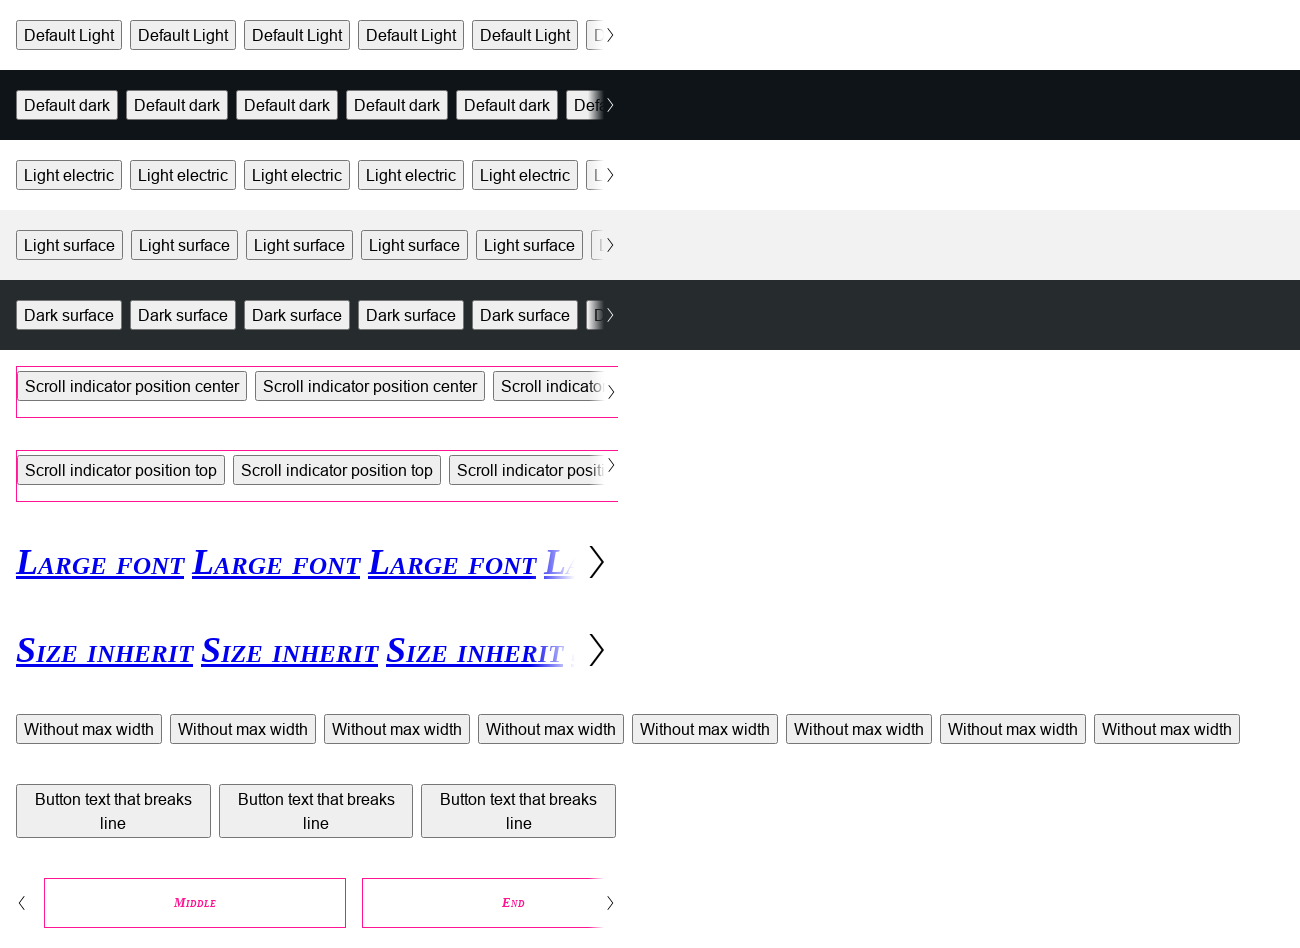 Default Light Default Light Default Light Default Light Default Light D
Default dark Default dark Default dark Default dark Default dark Defa
Light electric Light electric Light electric Light electric Light electric L
Light surface Light surface Light surface Light surface Light surface L
Dark surface Dark surface Dark surface Dark surface Dark surface D
Scroll indicator position center Scroll indicator position center Scroll indicato
Scroll indicator position top Scroll indicator position top Scroll indicator positi
Large font Large font Large font La
Size inherit Size inherit Size inherit
Without max width Without max width Without max width Without max width Without max width Without max width Without max width Without max width
Button text that breaks Button text that breaks Button text that breaks
line line line
Middle End